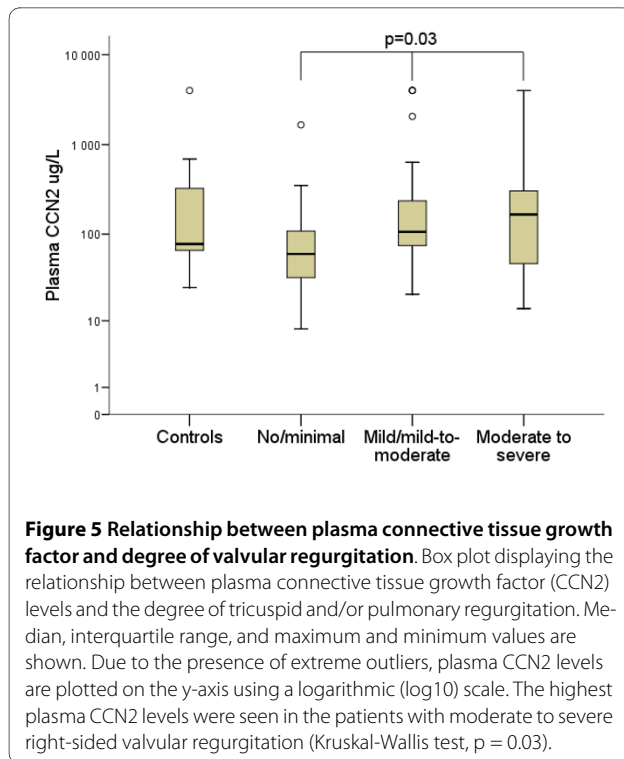 p=0.03
10 000
1 000
100
10
1
0
Plasma CCN2 ug/L
Controls
No/minimal
Mild/mild-to-
moderate
Moderate to
severe
Figure 5 Relationship between plasma connective tissue growth
factor and degree of valvular regurgitation. Box plot displaying the
relationship between plasma connective tissue growth factor (CCN2)
levels and the degree of tricuspid and/or pulmonary regurgitation. Me-
dian, interquartile range, and maximum and minimum values are
shown. Due to the presence of extreme outliers, plasma CCN2 levels
are plotted on the y-axis using a logarithmic (log10) scale. The highest
plasma CCN2 levels were seen in the patients with moderate to severe
right-sided valvular regurgitation (Kruskal-Wallis test, p = 0.03).